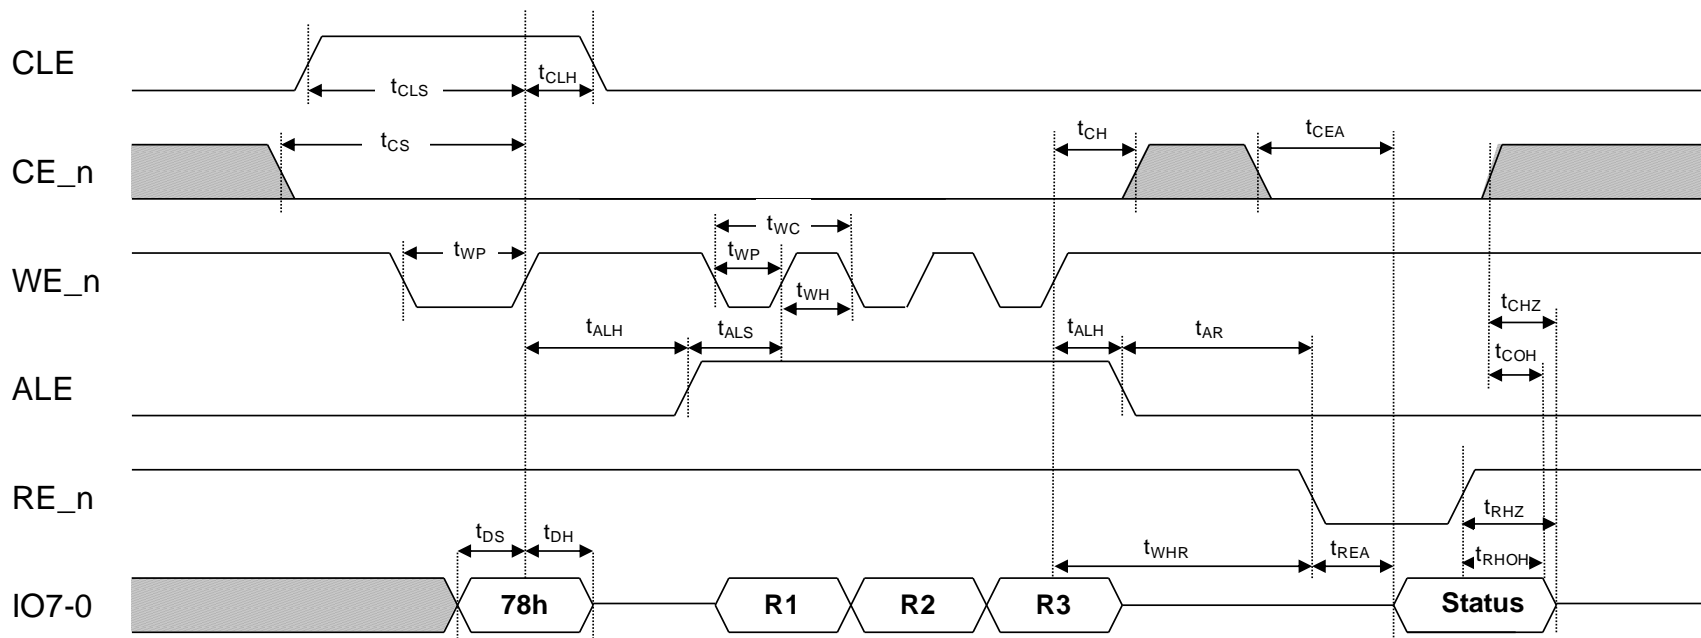 CLE
tCLS
tCLH
CE_n
tCS
tCH
tCEA
WE_n
tWP
tWC
tWP
tWH
tCHZ
tCOH
ALE
tALH
tALS
tALH
tAR
RE_n
tRHZ
tRHOH
IO7-0
tDS
tDH
tWHR
tREA
78h
R1
R2
R3
Status